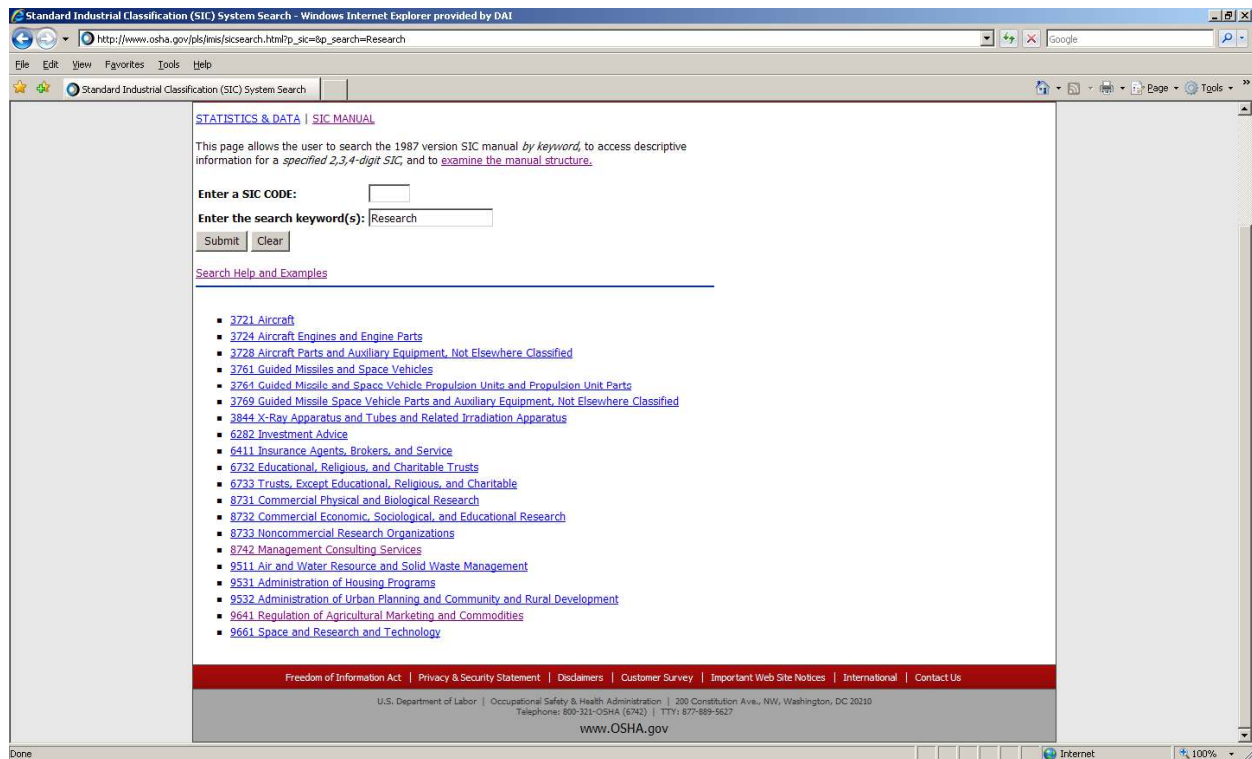 Standard Industrial Classification (SIC) System Search - Windows Internet Explorer provided by DAI
http://www.osha.gov/pls/imis/sicsearch.html?p_sic=&p_search=Research
Google
File Edit View Favorites Tools Help
Standard Industrial Classification (SIC) System Search
Page Tools »
STATISTICS & DATA | SIC MANUAL
This page allows the user to search the 1987 version SIC manual by keyword, to access descriptive
information for a specified 2,3,4-digit SIC, and to examine the manual structure.
Enter a SIC CODE:
Enter the search keyword(s): Research
Submit Clear
Search Help and Examples
3721 Aircraft
3724 Aircraft Engines and Engine Parts
3728 Aircraft Parts and Auxiliary Equipment, Not Elsewhere Classified
3761 Guided Missiles and Space Vehicles
3764 Guided Missile and Space Vehicle Propulsion Units and Propulsion Unit Parts
3769 Guided Missile Space Vehicle Parts and Auxiliary Equipment, Not Elsewhere Classified
3844 X-Ray Apparatus and Tubes and Related Irradiation Apparatus
6282 Investment Advice
6411 Insurance Agents, Brokers, and Service
6732 Educational, Religious, and Charitable Trusts
6733 Trusts, Except Educational, Religious, and Charitable
8731 Commercial Physical and Biological Research
8732 Commercial Economic, Sociological, and Educational Research
8733 Noncommercial Research Organizations
8742 Management Consulting Services
9511 Air and Water Resource and Solid Waste Management
9531 Administration of Housing Programs
9532 Administration of Urban Planning and Community and Rural Development
9641 Regulation of Agricultural Marketing and Commodities
9661 Space and Research and Technology
Freedom of Information Act | Privacy & Security Statement | Disclaimers | Customer Survey | Important Web Site Notices | International | Contact Us
U.S. Department of Labor | Occupational Safety & Health Administration | 200 Constitution Ave., NW, Washington, DC 20210
Telephone: 800-321-OSHA (6742) | TTY: 877-889-5627
www.OSHA.gov
Done Internet 100%